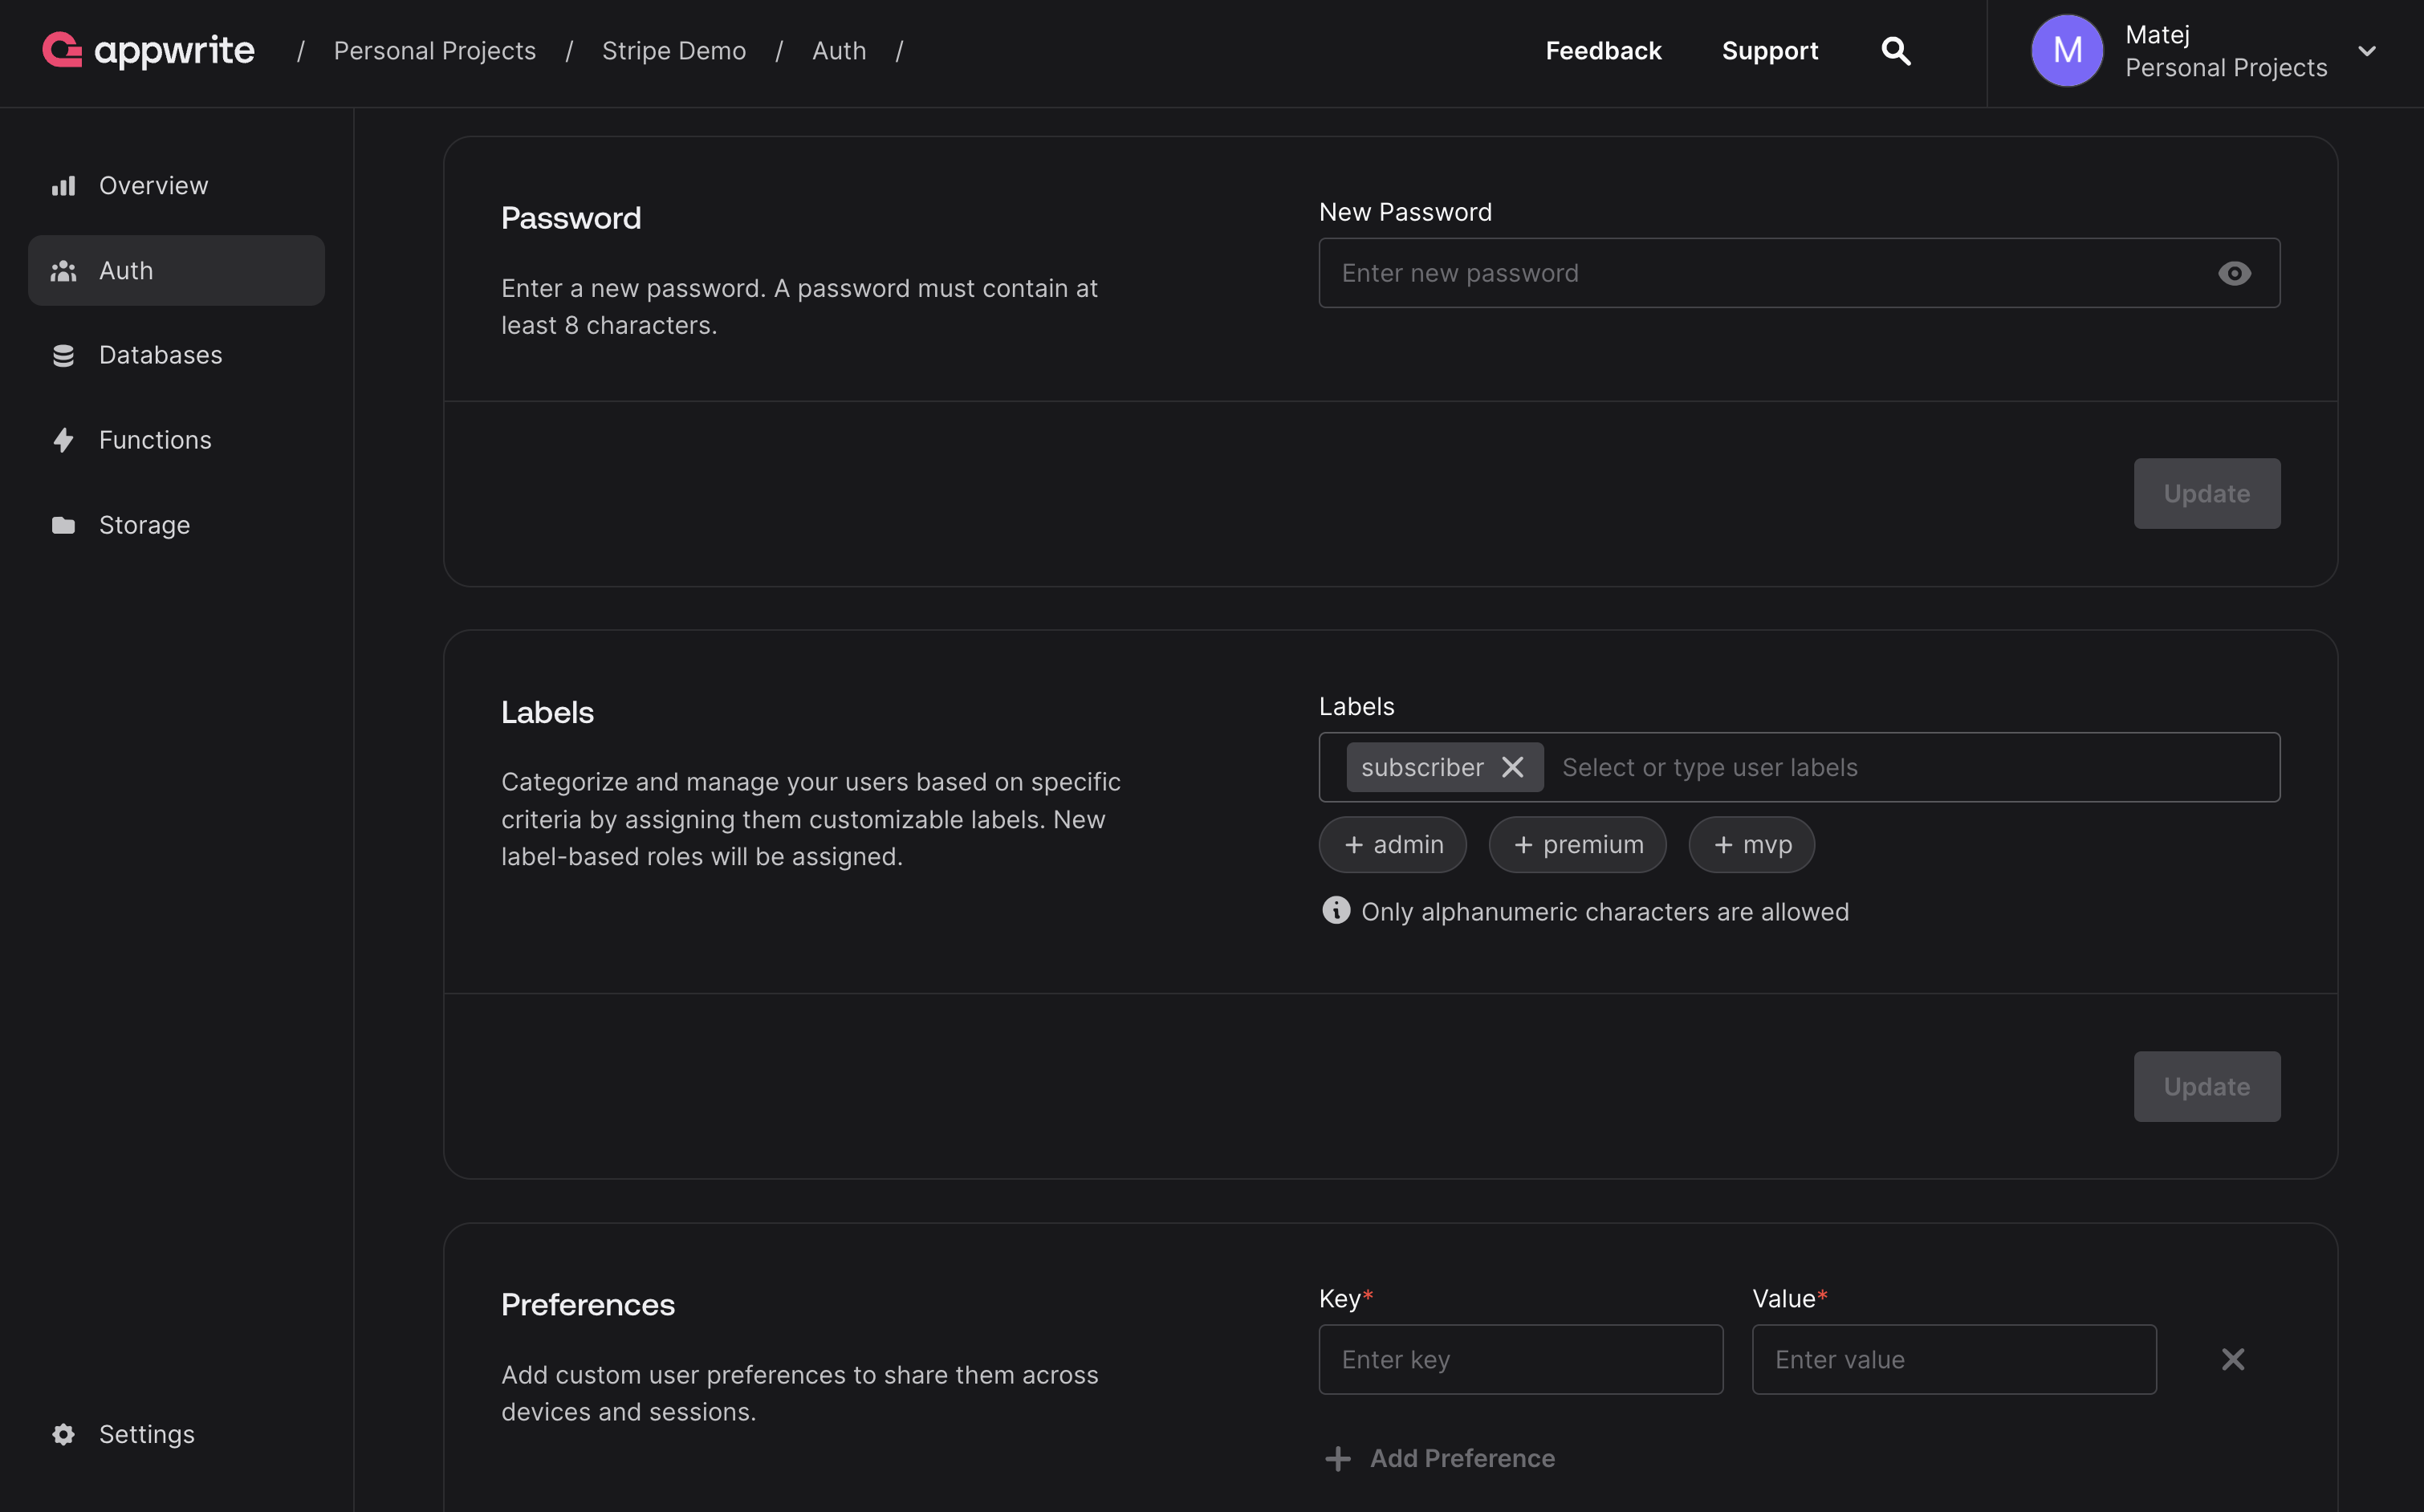 appwrite / Personal Projects / Stripe Demo / Auth /
Feedback
Support
M
Matej
Personal Projects
Overview
Auth
Databases
Functions
Storage
Settings
Password
Enter a new password. A password must contain at
least 8 characters.
New Password
Enter new password
Update
Labels
Categorize and manage your users based on specific
criteria by assigning them customizable labels. New
label-based roles will be assigned.
Labels
subscriber Select or type user labels
+ admin + premium + mvp
Only alphanumeric characters are allowed
Update
Preferences
Add custom user preferences to share them across
devices and sessions.
Key* Value*
Enter key Enter value
+ Add Preference